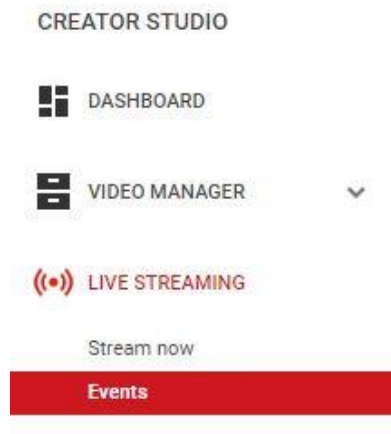 CREATOR STUDIO
DASHBOARD
VIDEO MANAGER
LIVE STREAMING
Stream now
Events